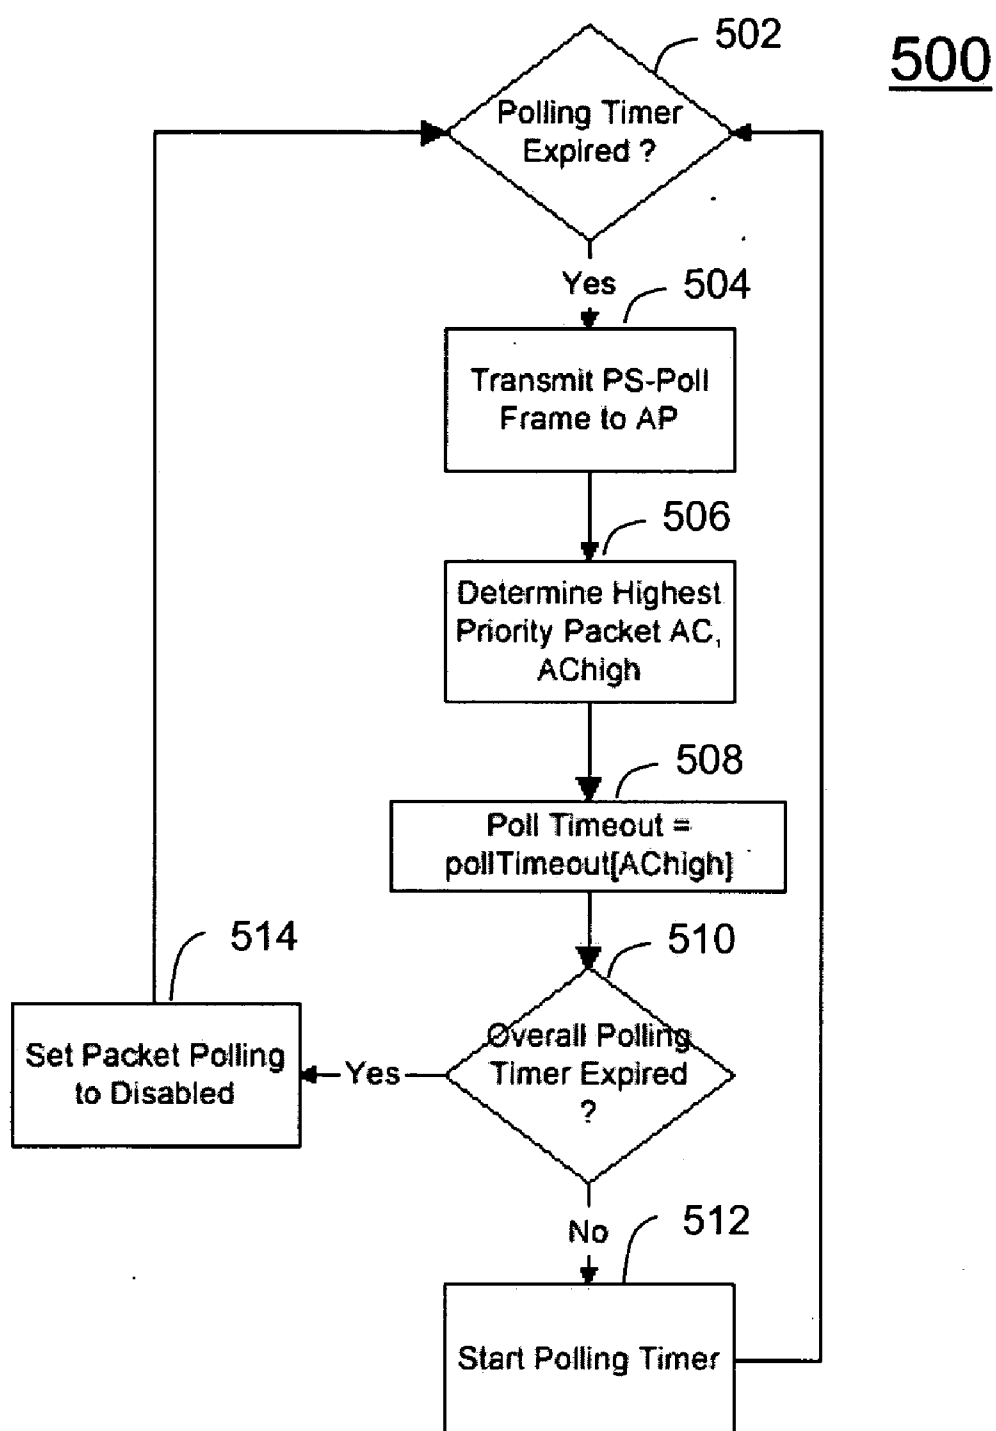 500
502
Polling Timer
Expired ?
Yes
504
Transmit PS-Poll
Frame to AP
506
Determine Highest
Priority Packet AC,
AChigh
508
Poll Timeout =
pollTimeout[AChigh]
510
Overall Polling
Timer Expired
?
Yes
514
Set Packet Polling
to Disabled
No
512
Start Polling Timer